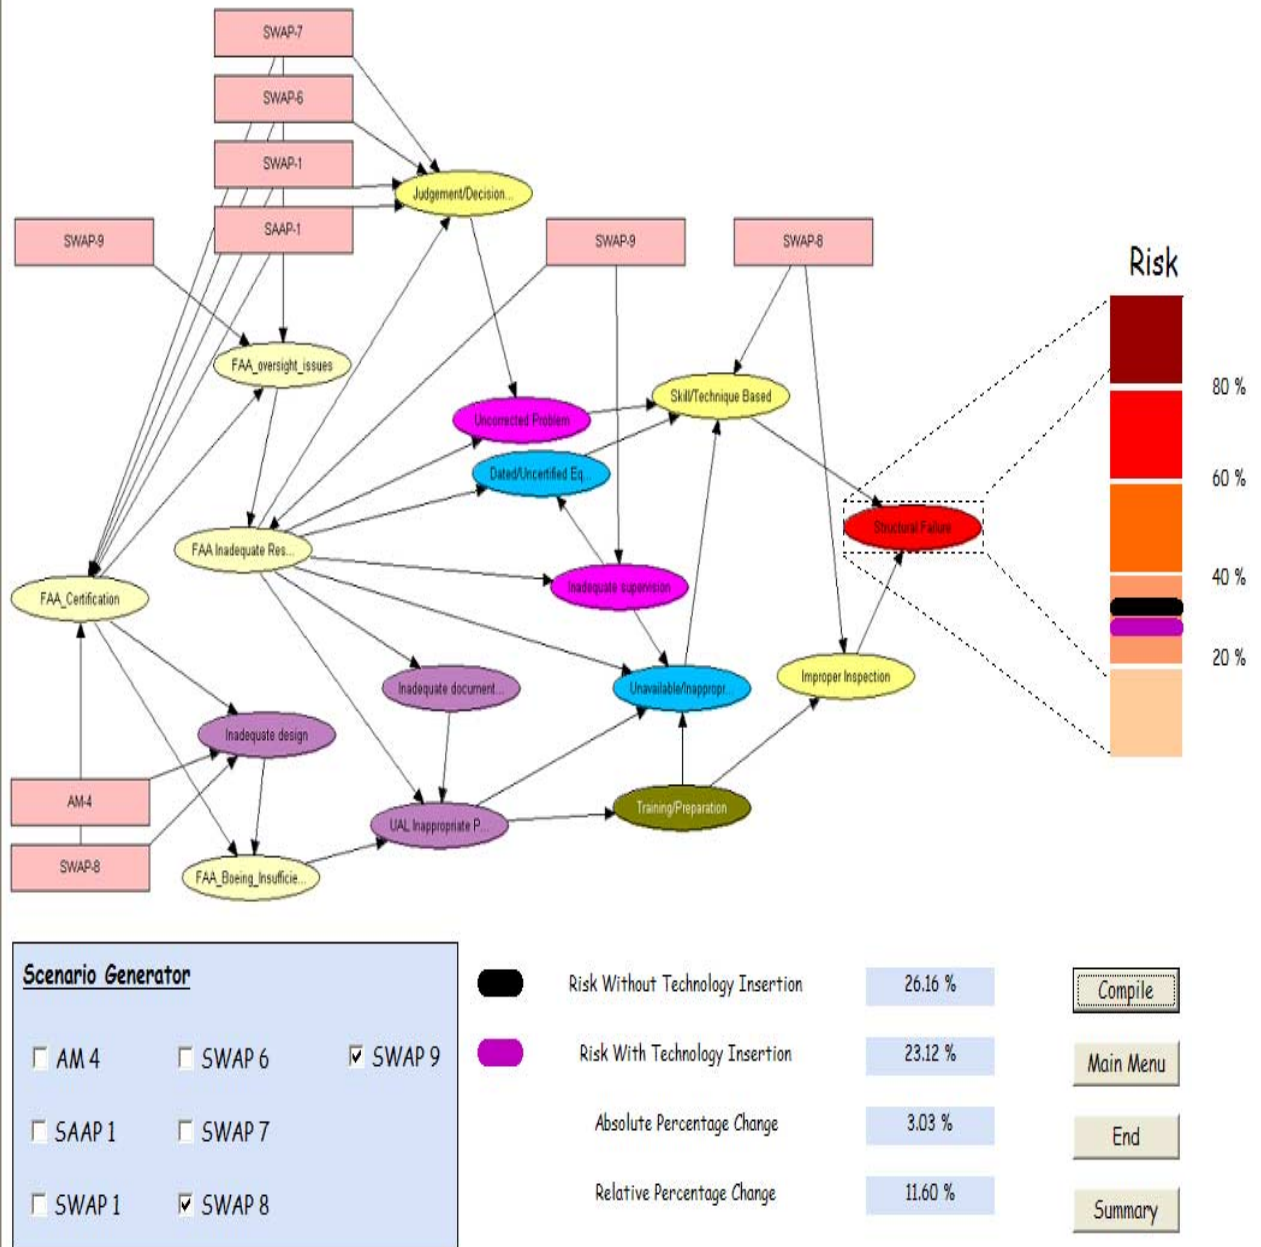 SWAP-7
SWAP-6
SWAP-1
Judgement/Decision...
SAAP-1
SWAP-9
SWAP-9
SWAP-8
Risk
FAA_oversight_issues
80 %
Skill/Technique Based
Uncorrected Problem
Dated/Uncertified Eq...
60 %
Structural Failure
FAA Inadequate Res...
40 %
Inadequate supervision
FAA_Certification
20 %
Inadequate document...
Unavailable/Inappropr...
Improper Inspection
Inadequate design
AM-4
Training/Preparation
UAL Inappropriate P...
SWAP-8
FAA_Boeing_Insufficie...
Scenario Generator
AM 4
SWAP 6
SWAP 9
SAAP 1
SWAP 7
SWAP 1
SWAP 8
Risk Without Technology Insertion 26.16 %
Risk With Technology Insertion 23.12 %
Absolute Percentage Change 3.03 %
Relative Percentage Change 11.60 %
Compile
Main Menu
End
Summary